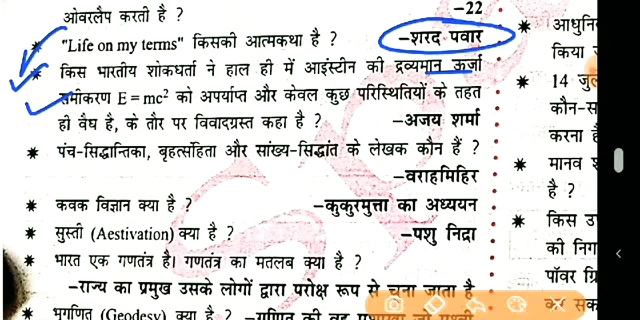 ओवरलैप करती है ? –22
* "Life on my terms" किसकी आत्मकथा है ? –शरद पवार
* किस भारतीय शोकधर्ता ने हाल ही में आइंस्टीन की द्रव्यमान ऊर्जा
समीकरण E = mc² को अपर्याप्त और केवल कुछ परिस्थितियों के तहत
ही वैघ है, के तौर पर विवादग्रस्त कहा है ? –अजय शर्मा
* पंच-सिद्धान्तिका, बृहत्संहिता और सांख्य-सिद्धांत के लेखक कौन हैं ?
–वराहमिहिर
* कवक विज्ञान क्या है ? –कुकुरमुत्ता का अध्ययन
* सुस्ती (Aestivation) क्या है ? –पशु निद्रा
* भारत एक गणतंत्र है। गणतंत्र का मतलब क्या है ?
–राज्य का प्रमुख उसके लोगों द्वारा परोक्ष रूप से चुना जाता है
* भूगणित (Geodesy) क्या है ? –गणित की वह
* आधुनि
किया
* 14 जुल
कौन-स
करना है
* मानव
है ?
* किस उ
की निग
पॉवर ग्रि